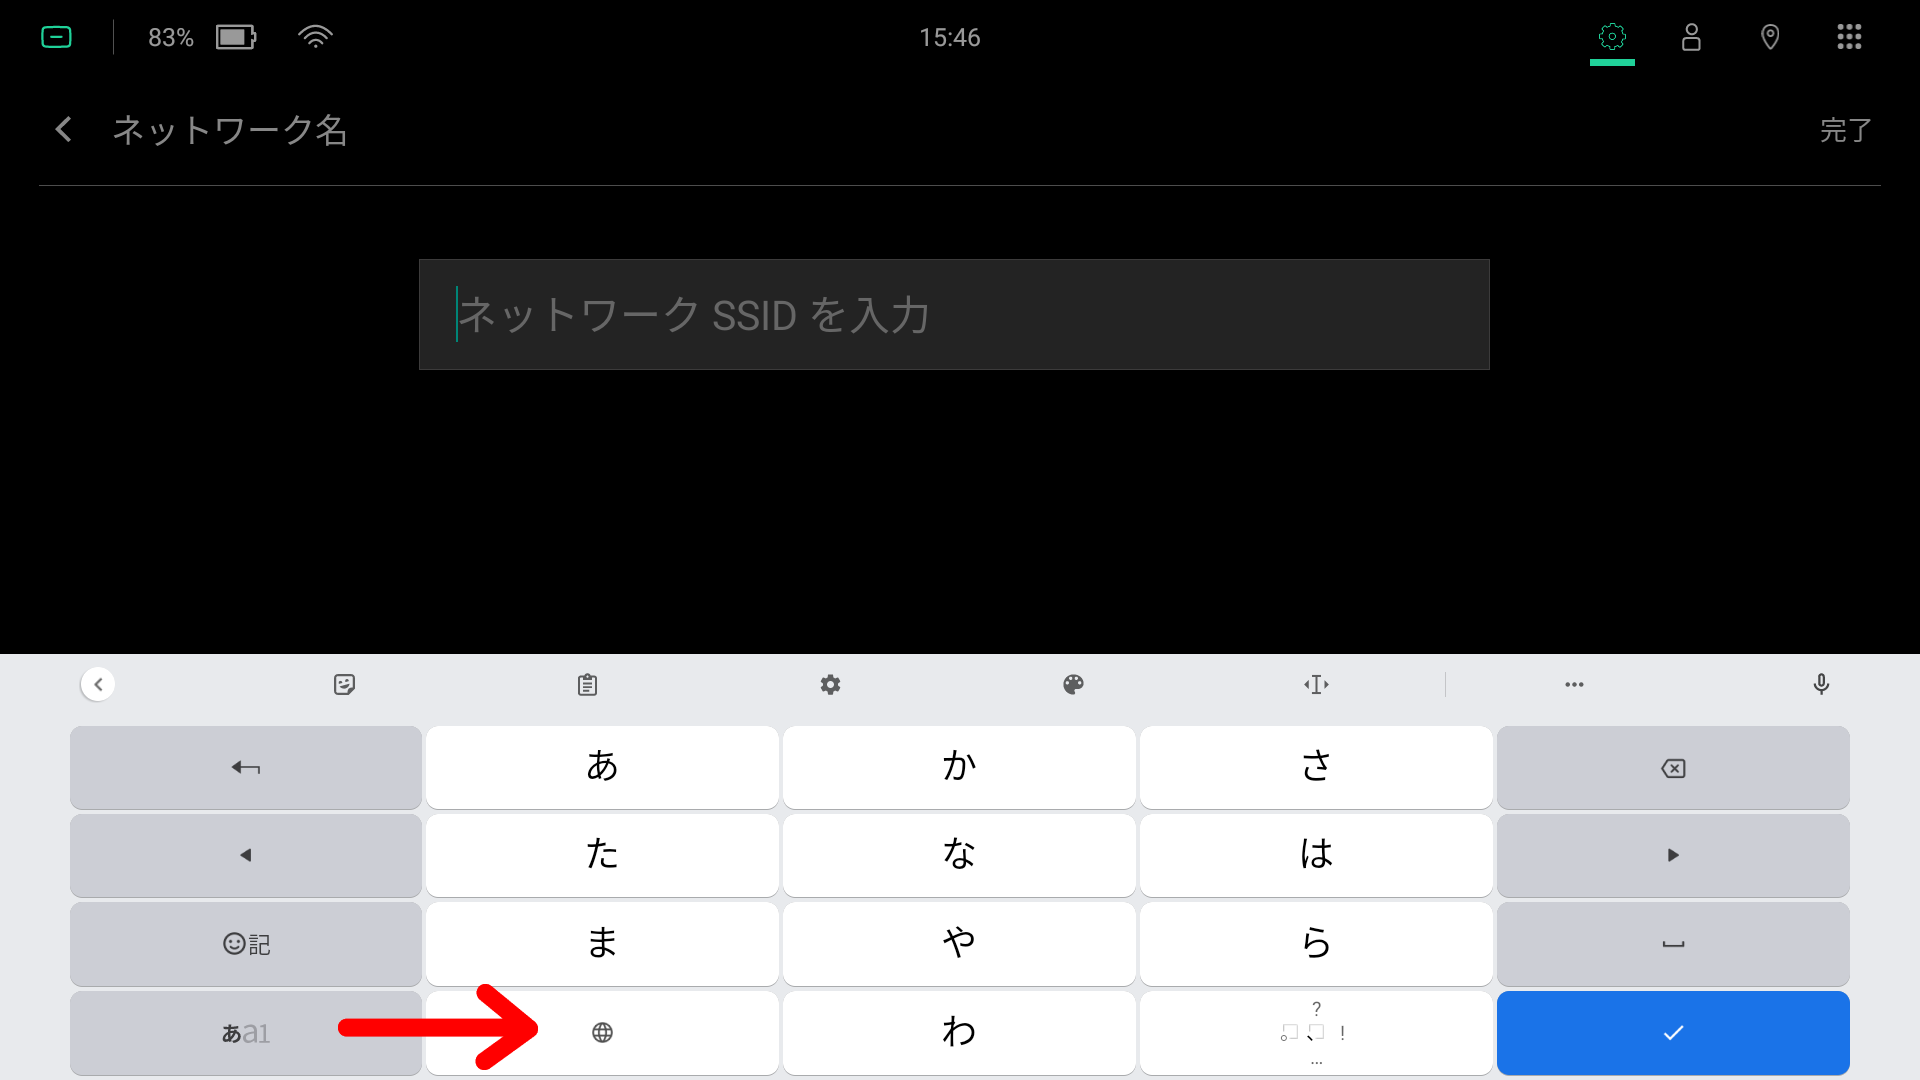 83%
15:46
ネットワーク名
完了
ネットワーク SSID を入力
あ
か
さ
た
な
は
記
ま
や
ら
あa1
わ
?
。、!
...